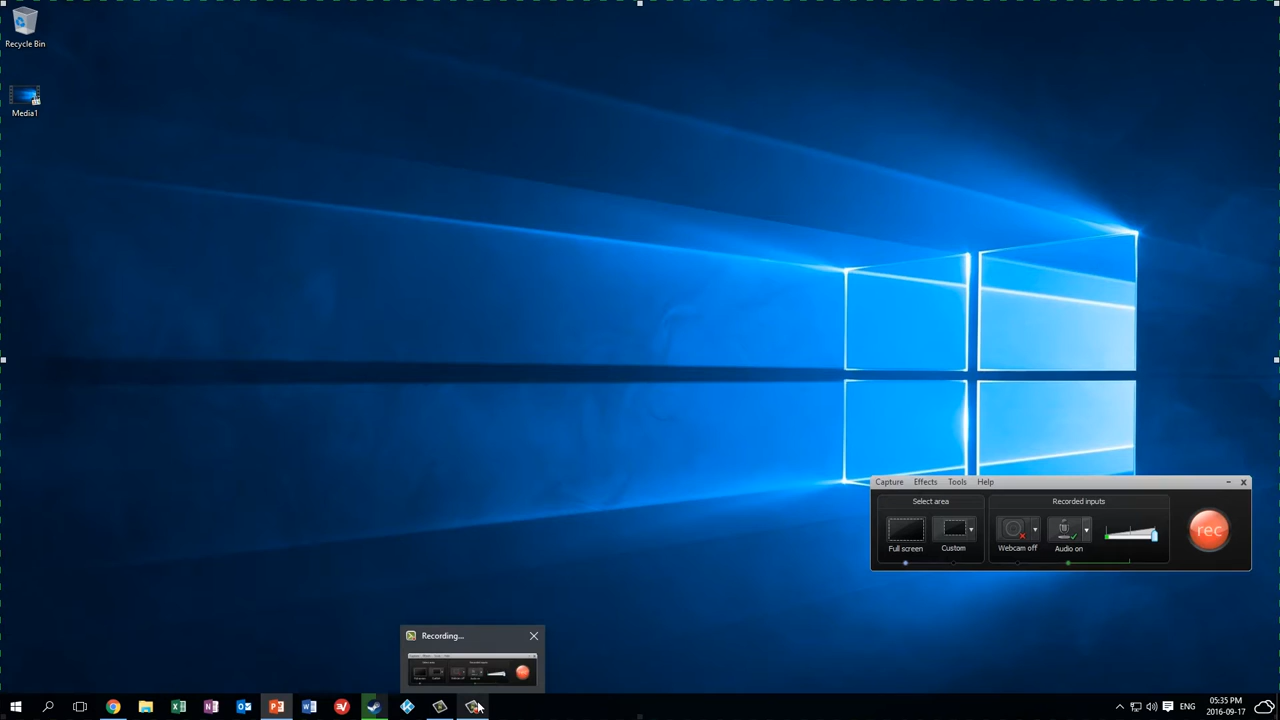 Recycle Bin
Media1
Capture Effects Tools Help
Select area
Recorded inputs
Full screen
Custom
Webcam off
Audio on
rec
Recording...
ENG
05:35 PM
2016-09-17